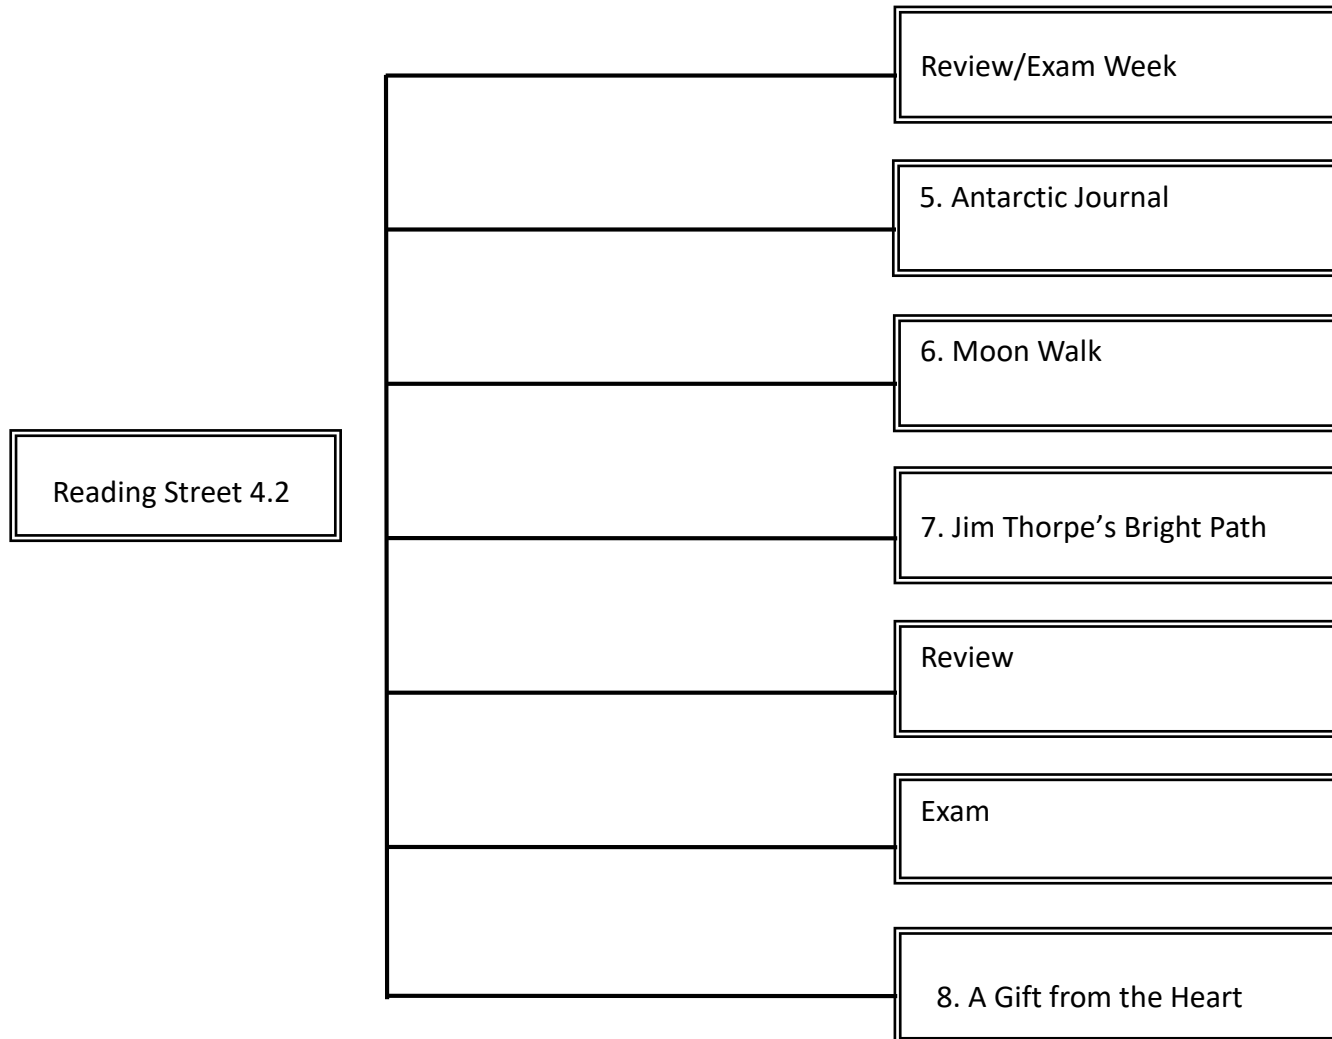 Review/Exam Week
5. Antarctic Journal
6. Moon Walk
Reading Street 4.2
7. Jim Thorpe’s Bright Path
Review
Exam
8. A Gift from the Heart